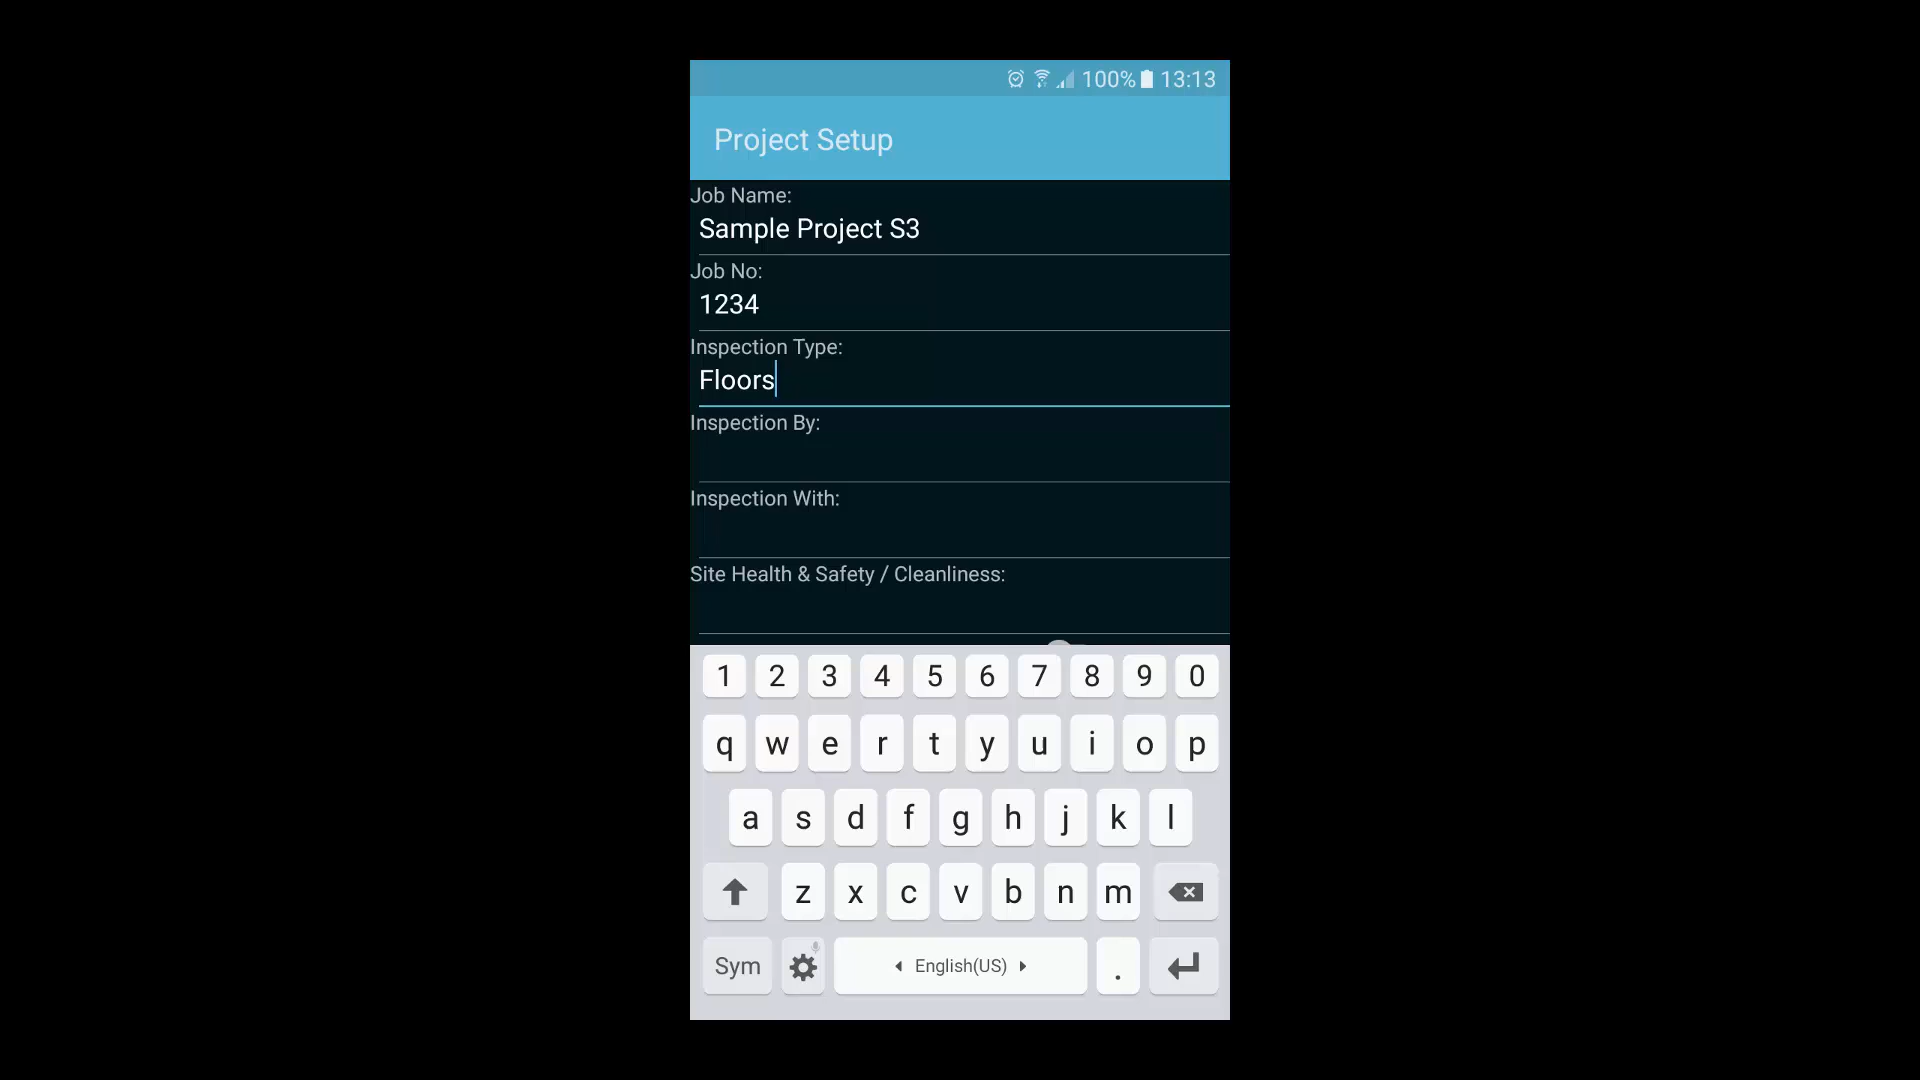 100% 13:13
Project Setup
Job Name:
Sample Project S3
Job No:
1234
Inspection Type:
Floors
Inspection By:
Inspection With:
Site Health & Safety / Cleanliness:
1 2 3 4 5 6 7 8 9 0
q w e r t y u i o p
a s d f g h j k l
z x c v b n m
Sym English(US) .